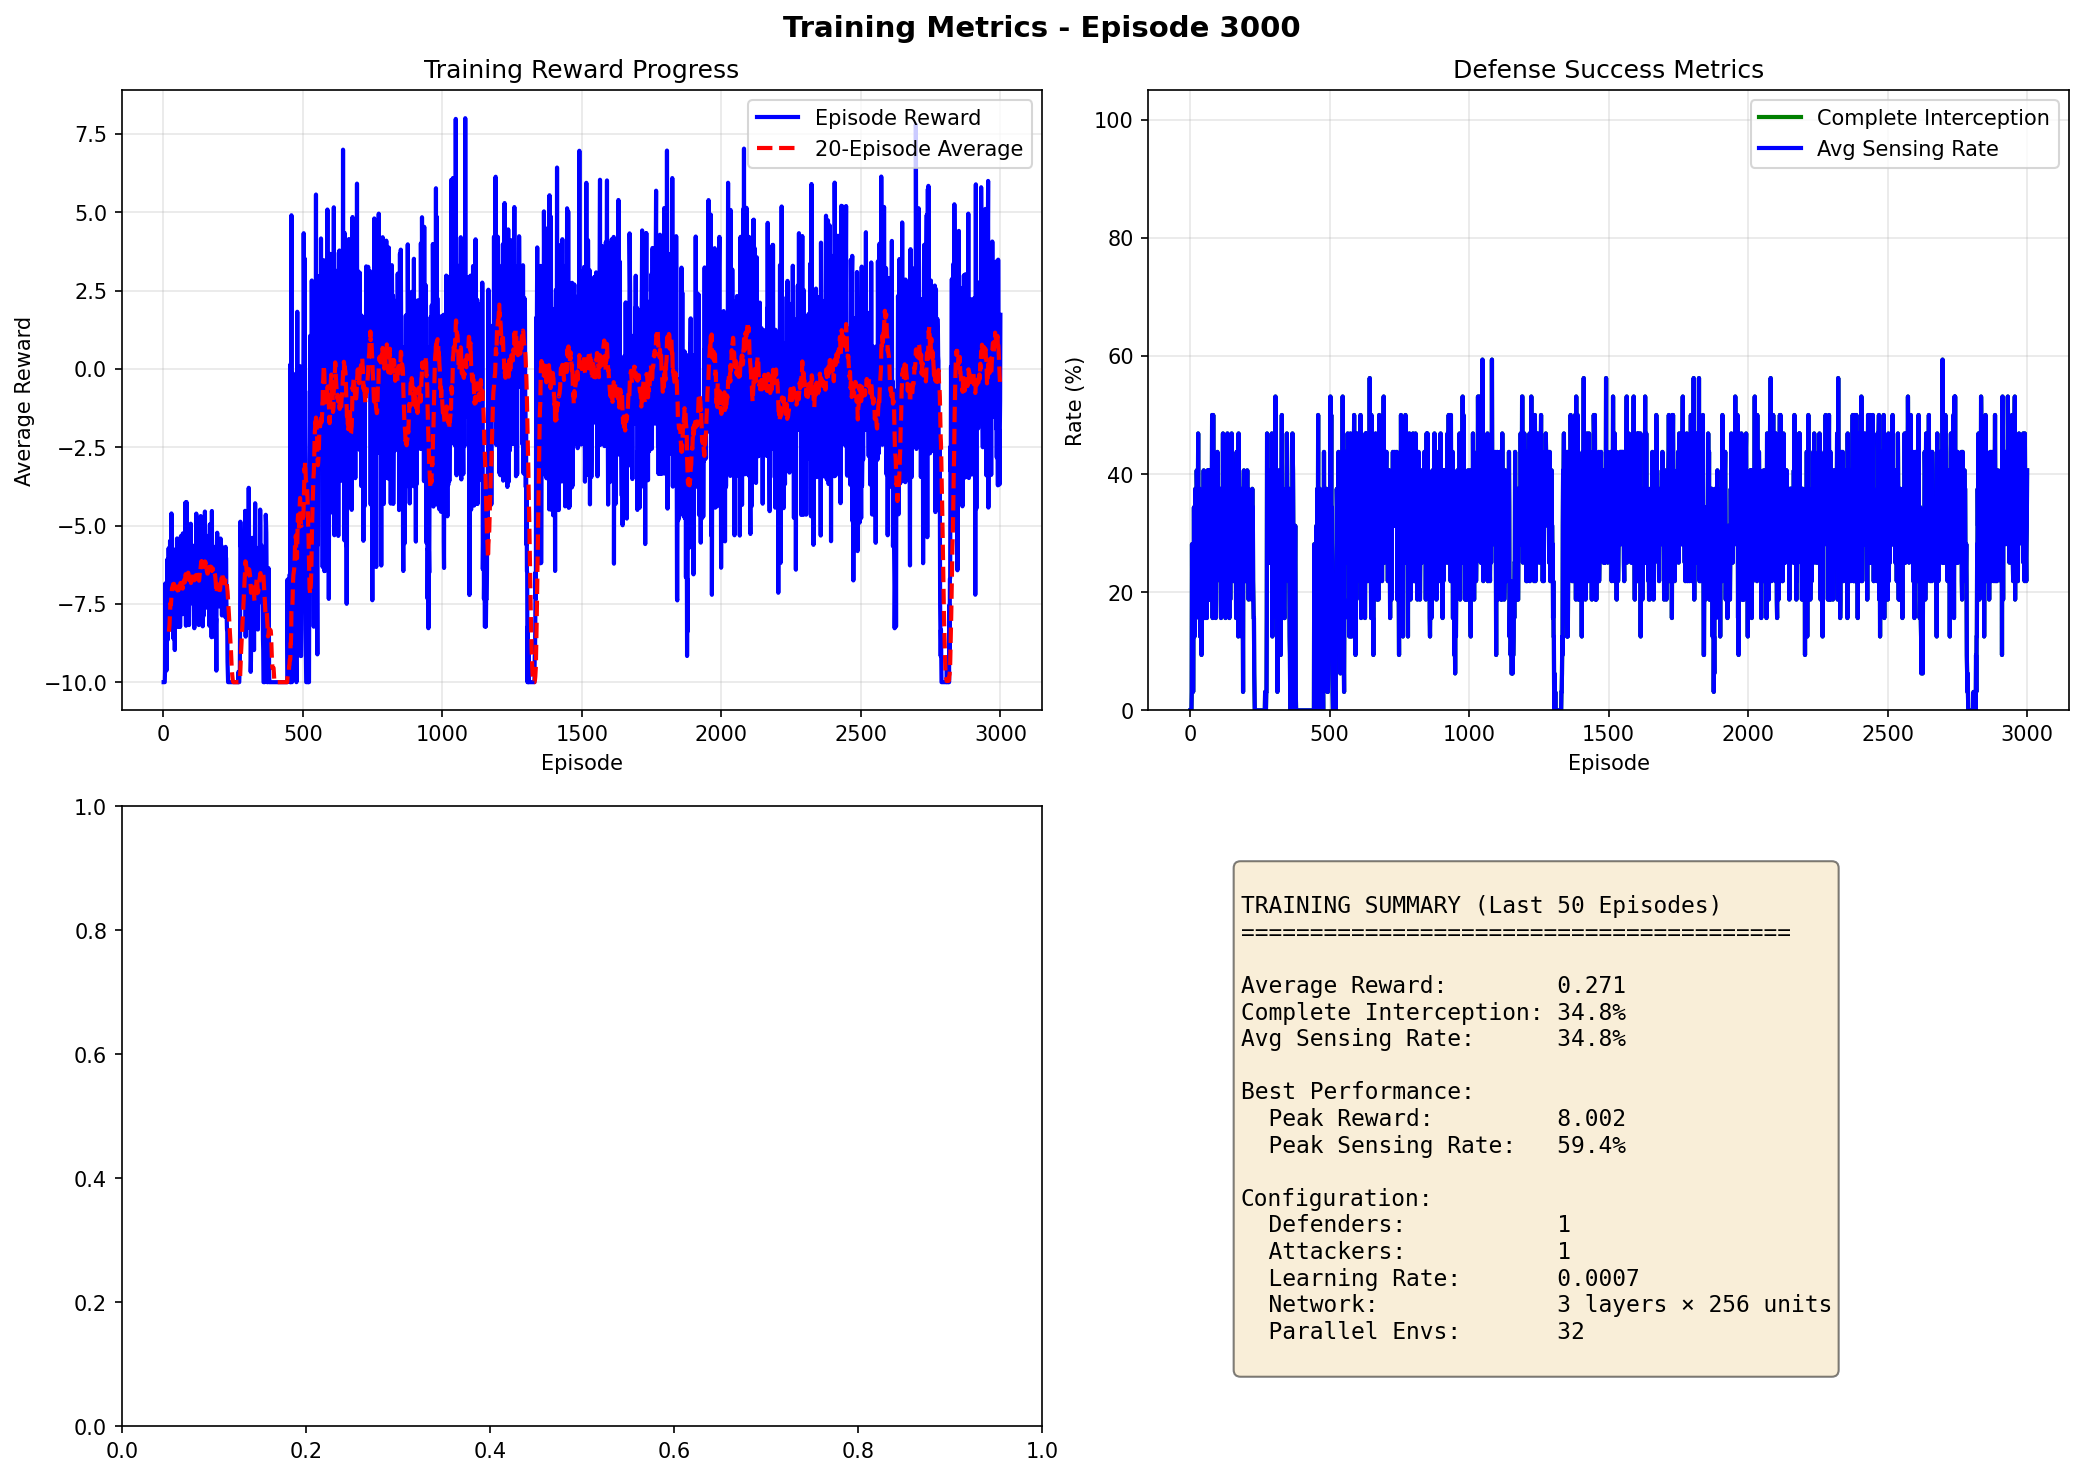 Training Metrics - Episode 3000
Training Reward Progress
Episode Reward
20-Episode Average
Average Reward
7.5
5.0
2.5
0.0
−2.5
−5.0
−7.5
−10.0
0 500 1000 1500 2000 2500 3000
Episode
Defense Success Metrics
Complete Interception
Avg Sensing Rate
Rate (%)
100
80
60
40
20
0
0 500 1000 1500 2000 2500 3000
Episode
1.0
0.8
0.6
0.4
0.2
0.0
0.0 0.2 0.4 0.6 0.8 1.0
TRAINING SUMMARY (Last 50 Episodes)
========================================
Average Reward: 0.271
Complete Interception: 34.8%
Avg Sensing Rate: 34.8%
Best Performance:
Peak Reward: 8.002
Peak Sensing Rate: 59.4%
Configuration:
Defenders: 1
Attackers: 1
Learning Rate: 0.0007
Network: 3 layers × 256 units
Parallel Envs: 32